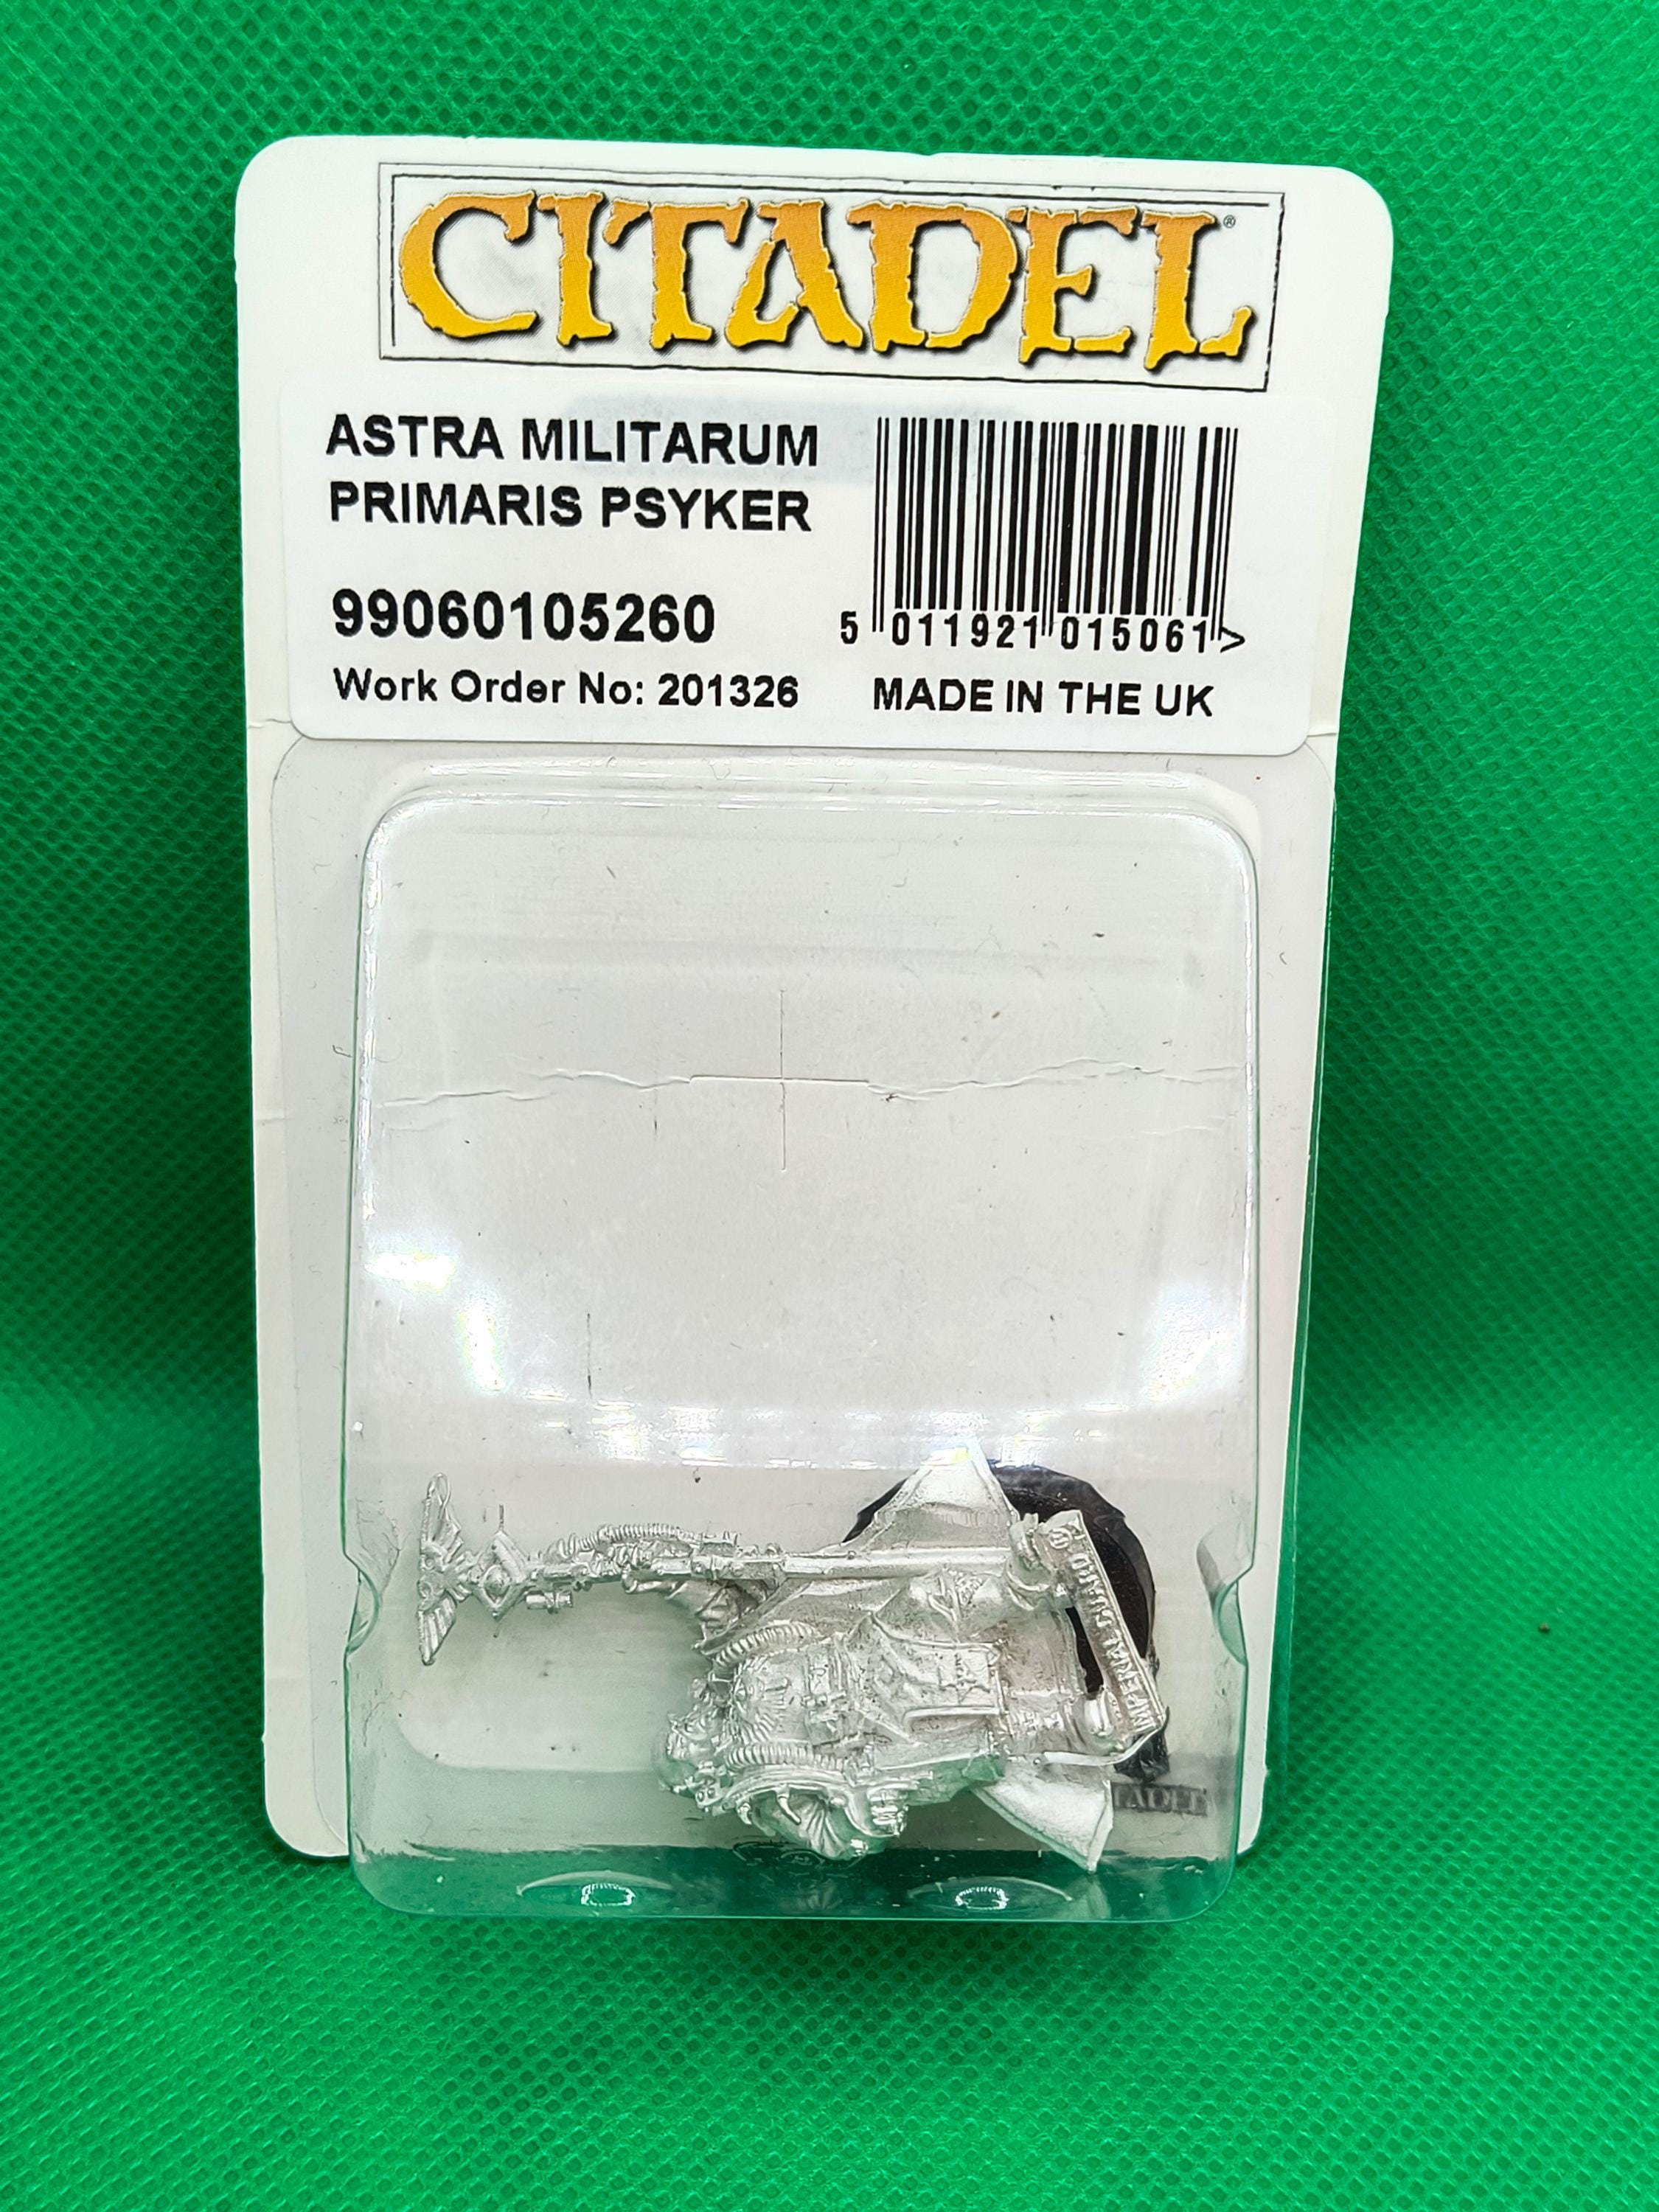 CITADEL®
ASTRA MILITARUM
PRIMARIS PSYKER
99060105260
5 011921 015061 >
Work Order No: 201326
MADE IN THE UK
IMPERIAL GUARD